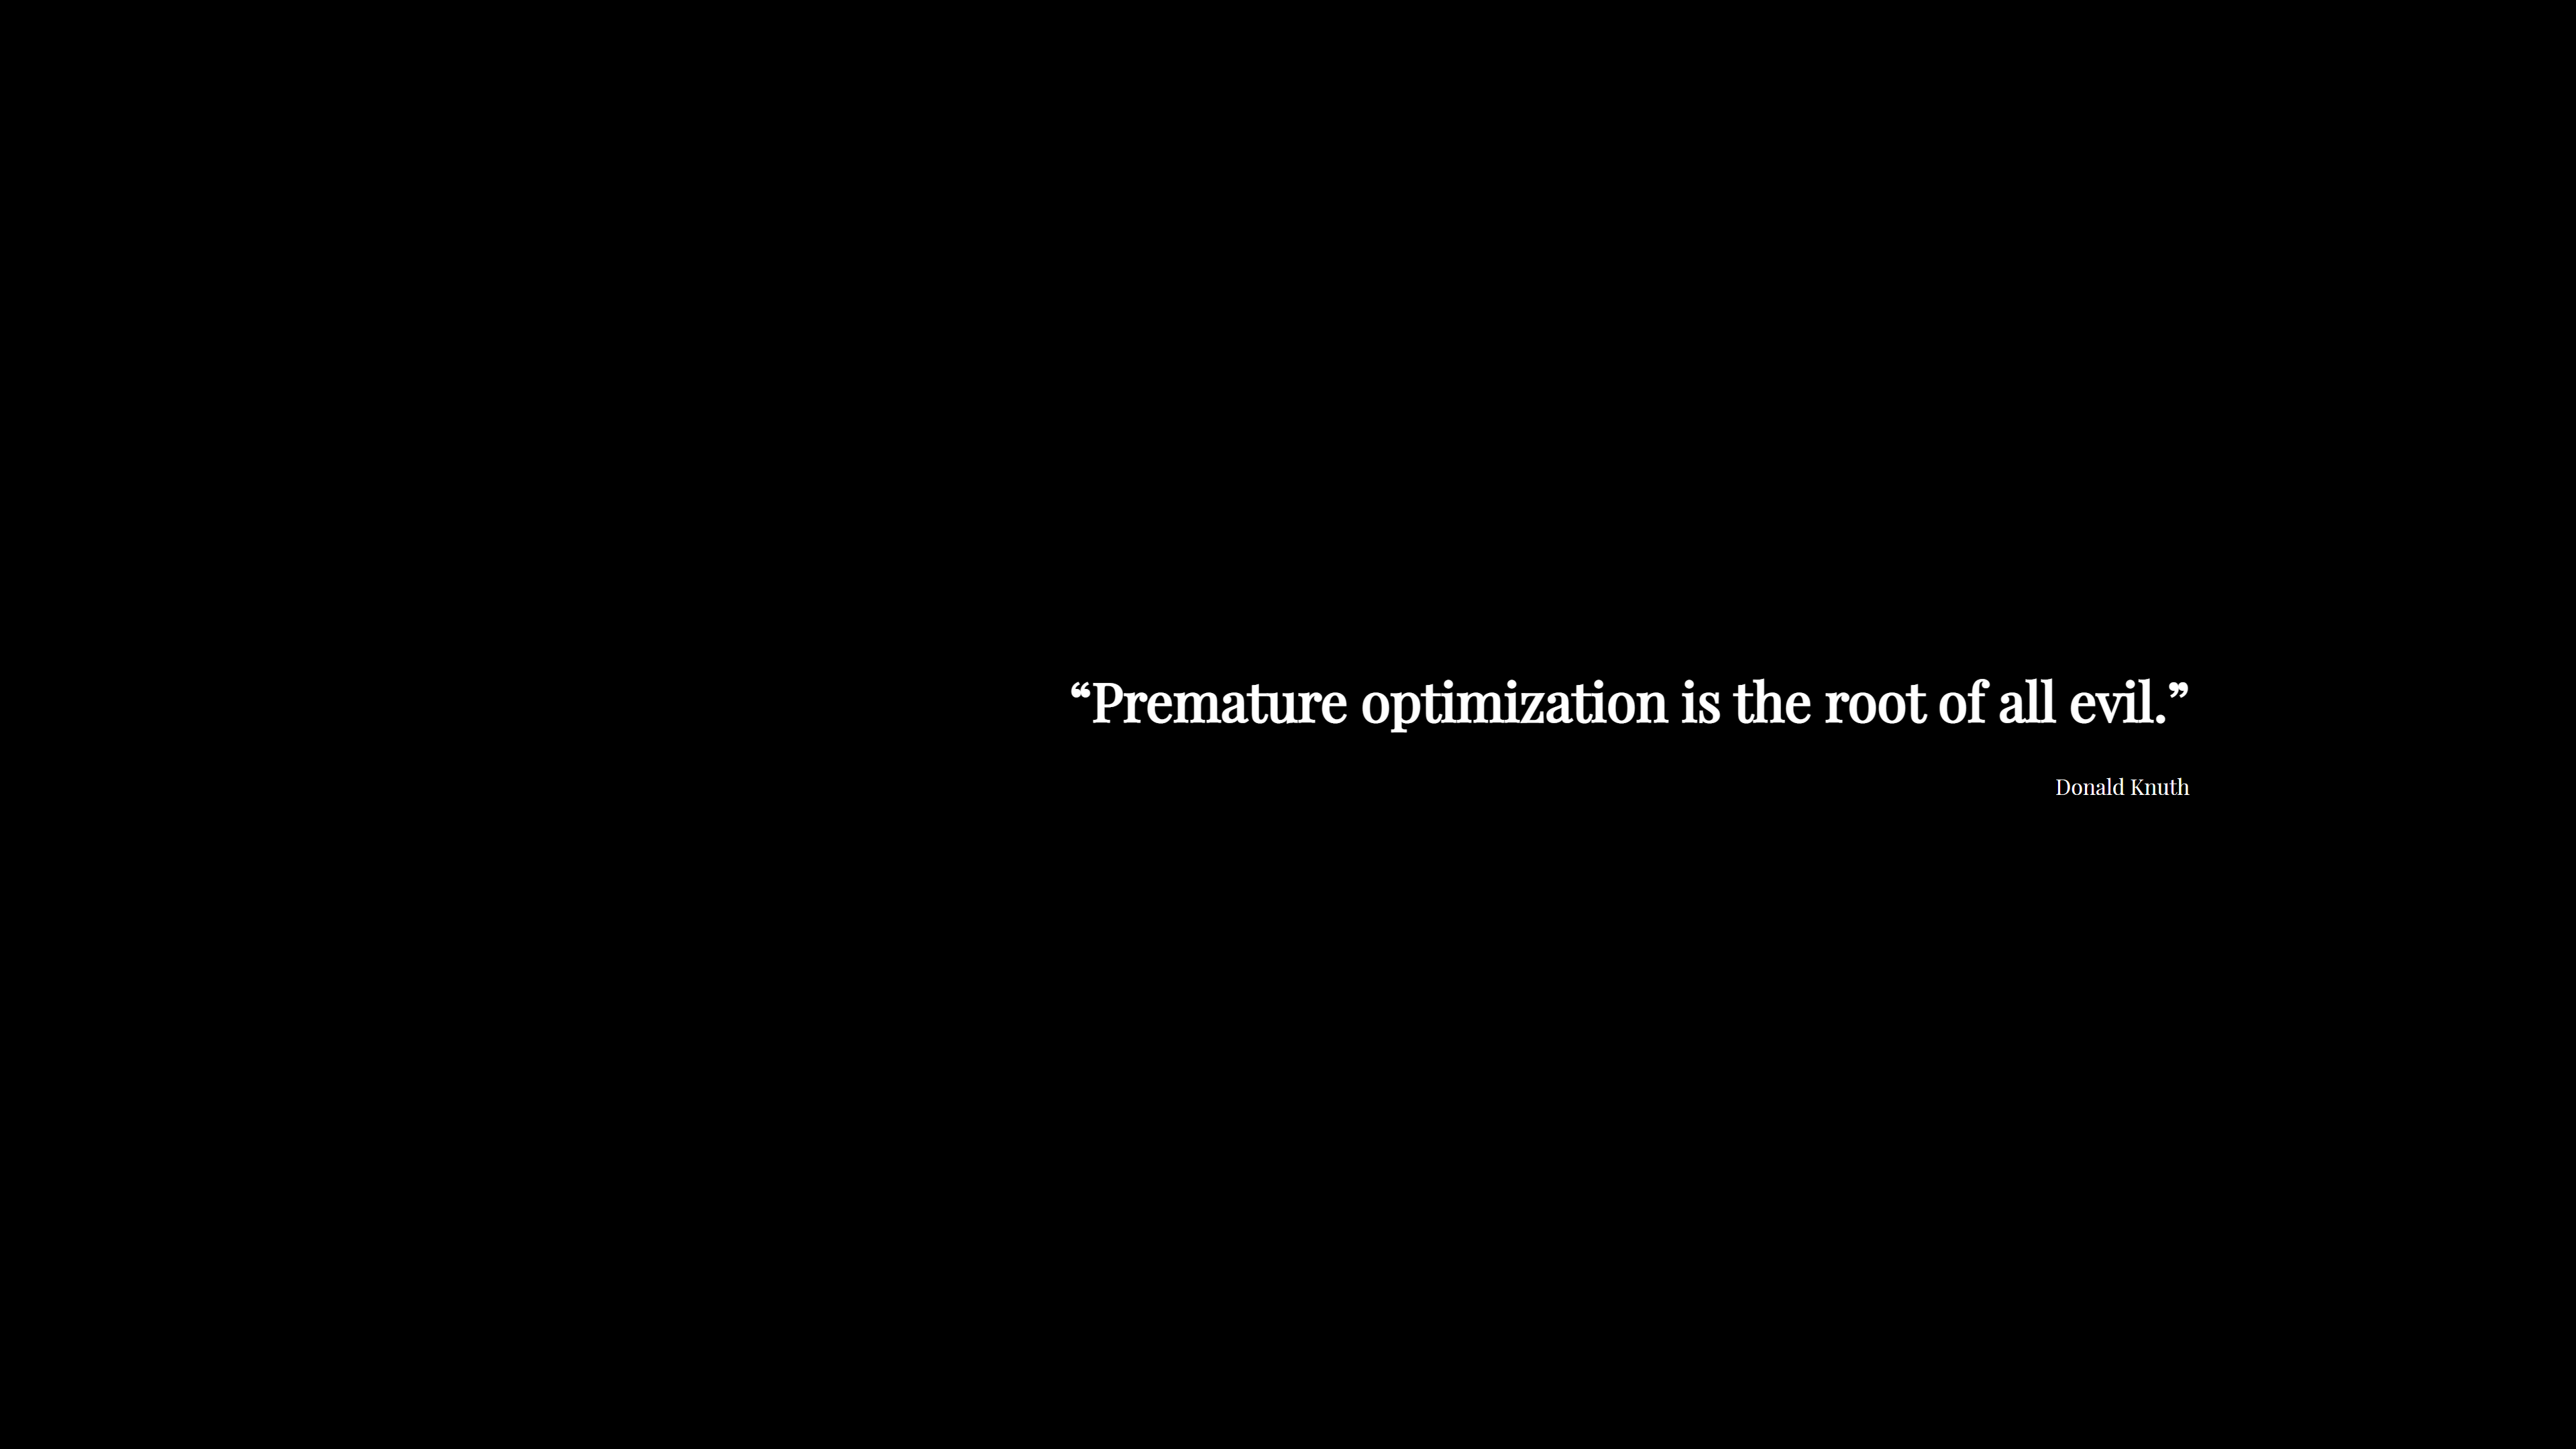 “Premature optimization is the root of all evil.”
Donald Knuth